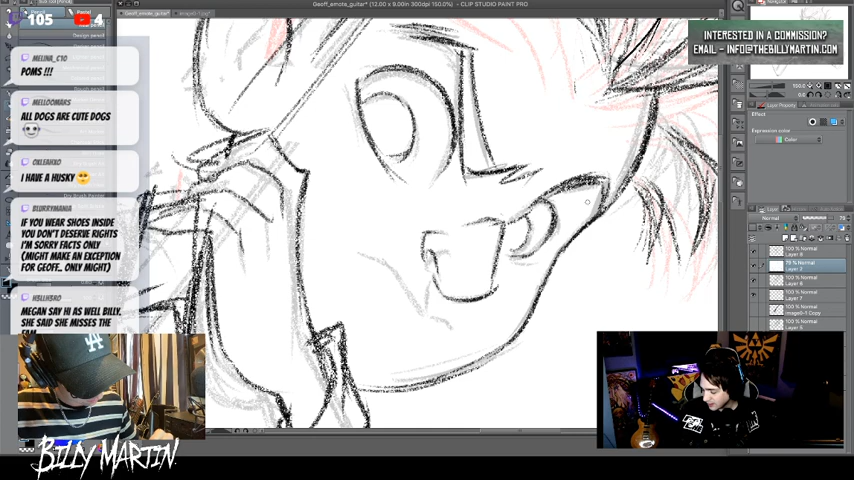 Geoff_emote_guitar* (12.00 x 9.00in 300dpi 150.0%) - CLIP STUDIO PAINT PRO
105
4
INTERESTED IN A COMMISSION?
EMAIL - INFO@THEBILLYMARTIN.COM
MELINA_C10
POMS !!!
MELLOOMARS
ALL DOGS ARE CUTE DOGS
OXLEAHXO
I HAVE A HUSKY
BLURRYMANIA
IF YOU WEAR SHOES INSIDE
YOU DON'T DESERVE RIGHTS
I'M SORRY FACTS ONLY
(MIGHT MAKE AN EXCEPTION
FOR GEOFF.. ONLY MIGHT)
H3LLH3RO
MEGAN SAY HI AS WELL BILLY.
SHE SAID SHE MISSES THE
FAM
Layer Property
Effect
Expression color
Color
Layer
Normal
100 % Normal
Layer 9
Layer 2
100 % Normal
Layer 8
100 % Normal
Layer 7
100 % Normal
100 % Normal
LA
BILLY MARTIN